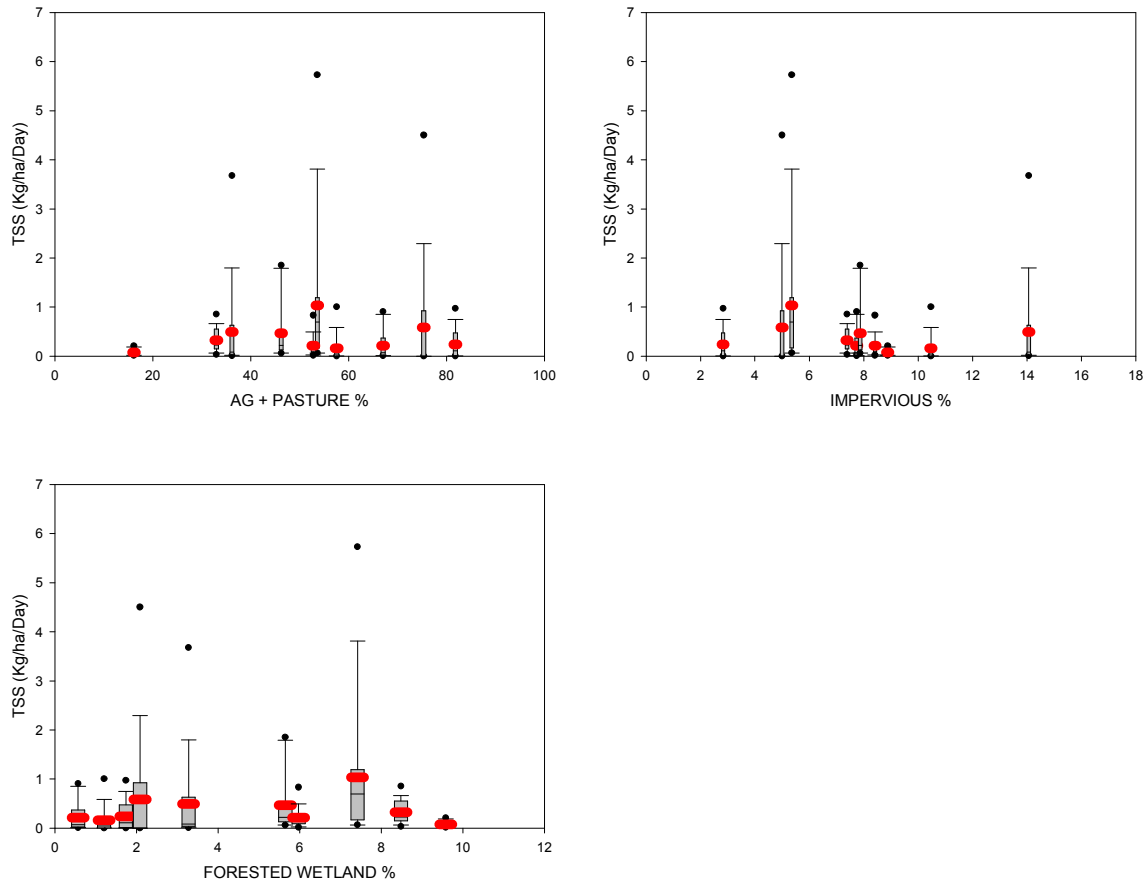 7
6
5
4
3
2
1
0
TSS (Kg/ha/Day)
0 20 40 60 80 100
AG + PASTURE %
7
6
5
4
3
2
1
0
TSS (Kg/ha/Day)
0 2 4 6 8 10 12 14 16 18
IMPERVIOUS %
7
6
5
4
3
2
1
0
TSS (Kg/ha/Day)
0 2 4 6 8 10 12
FORESTED WETLAND %